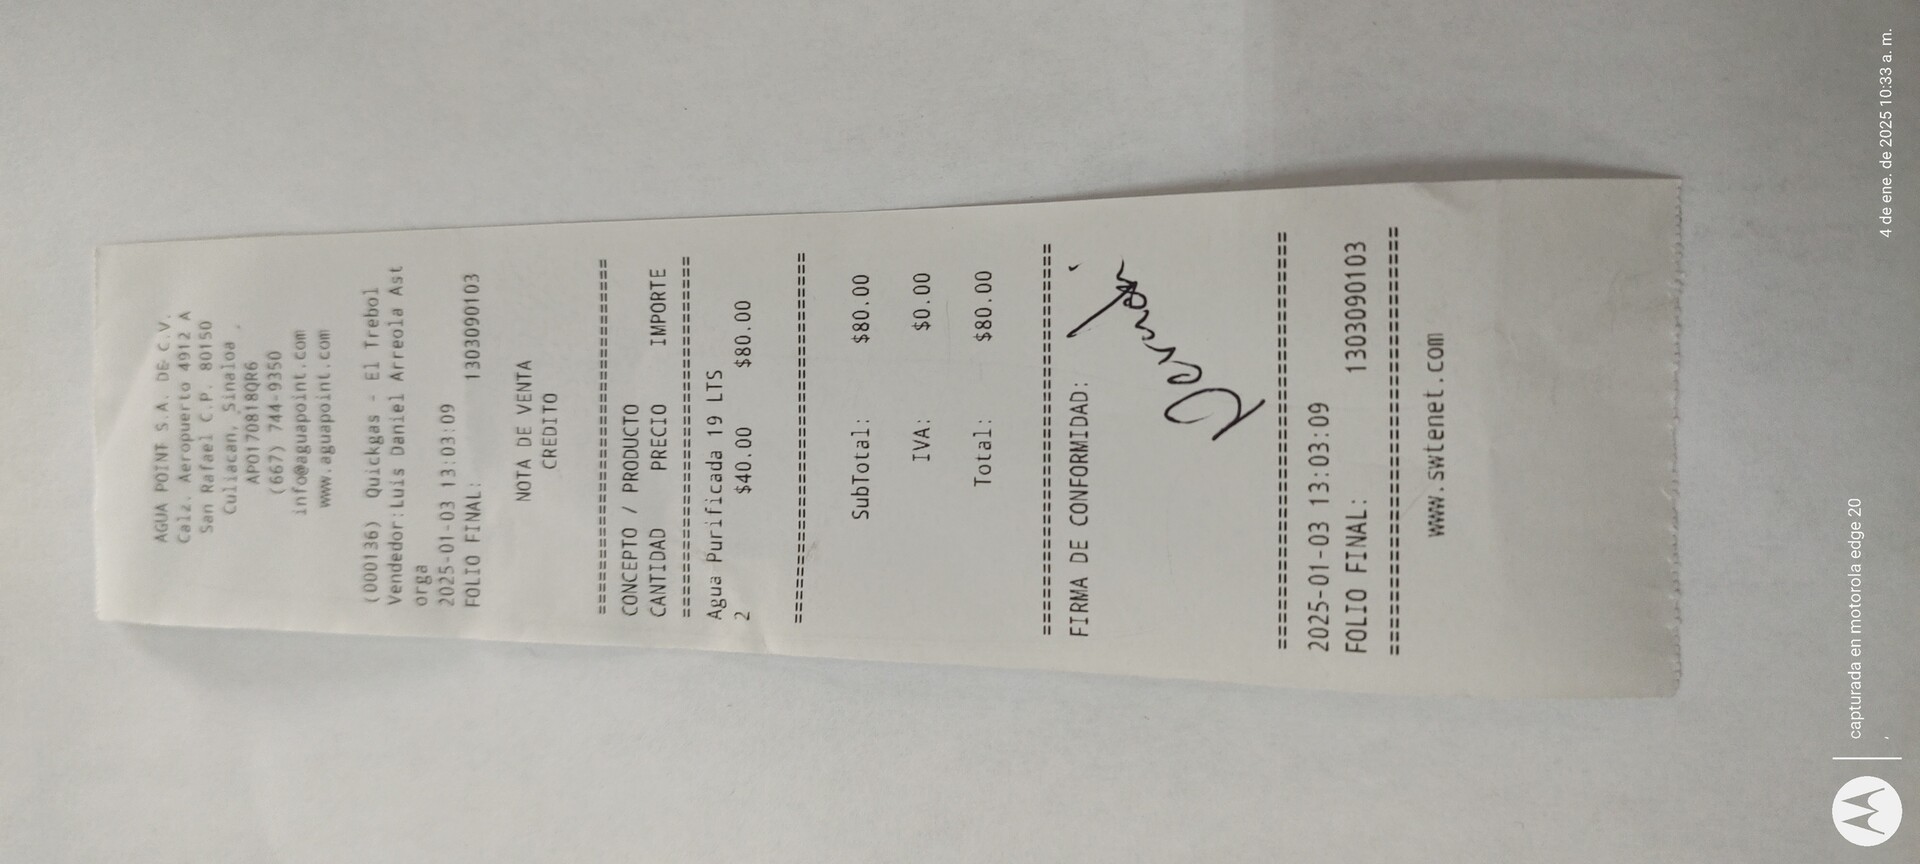 AGUA POINT S.A. DE C.V.
Calz. Aeropuerto 4912 A
San Rafael C.P. 80150
Culiacan, Sinaloa .
APO170818QR6
(667) 744-9350
info@aguapoint.com
www.aguapoint.com
(000136) Quickgas - El Trebol
Vendedor:Luis Daniel Arreola Ast
orga
2025-01-03 13:03:09
FOLIO FINAL: 1303090103
NOTA DE VENTA
CREDITO
================================
CONCEPTO / PRODUCTO
CANTIDAD PRECIO IMPORTE
================================
Agua Purificada 19 LTS
2 $40.00 $80.00
================================
SubTotal: $80.00
IVA: $0.00
Total: $80.00
================================
FIRMA DE CONFORMIDAD:
================================
2025-01-03 13:03:09
FOLIO FINAL: 1303090103
================================
www.swtenet.com
capturada en motorola edge 20
,
4 de ene. de 2025 10:33 a. m.